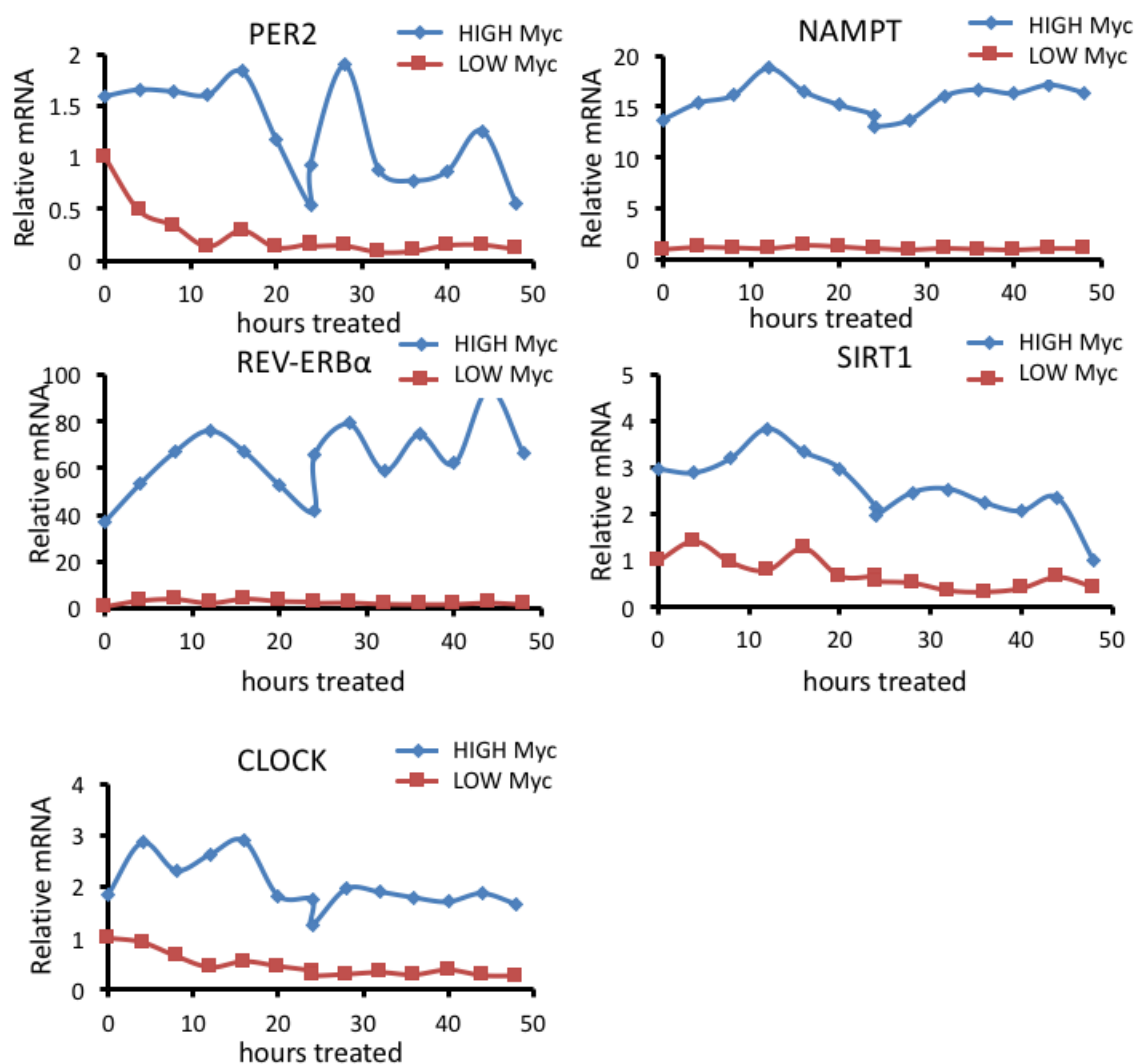 PER2
HIGH Myc
LOW Myc
Relative mRNA
2
1.5
1
0.5
0
0 10 20 30 40 50
hours treated
NAMPT
HIGH Myc
LOW Myc
Relative mRNA
20
15
10
5
0
0 10 20 30 40 50
hours treated
REV-ERBα
HIGH Myc
LOW Myc
Relative mRNA
100
80
60
40
20
0
0 10 20 30 40 50
hours treated
SIRT1
HIGH Myc
LOW Myc
Relative mRNA
5
4
3
2
1
0
0 10 20 30 40 50
hours treated
CLOCK
HIGH Myc
LOW Myc
Relative mRNA
4
3
2
1
0
0 10 20 30 40 50
hours treated